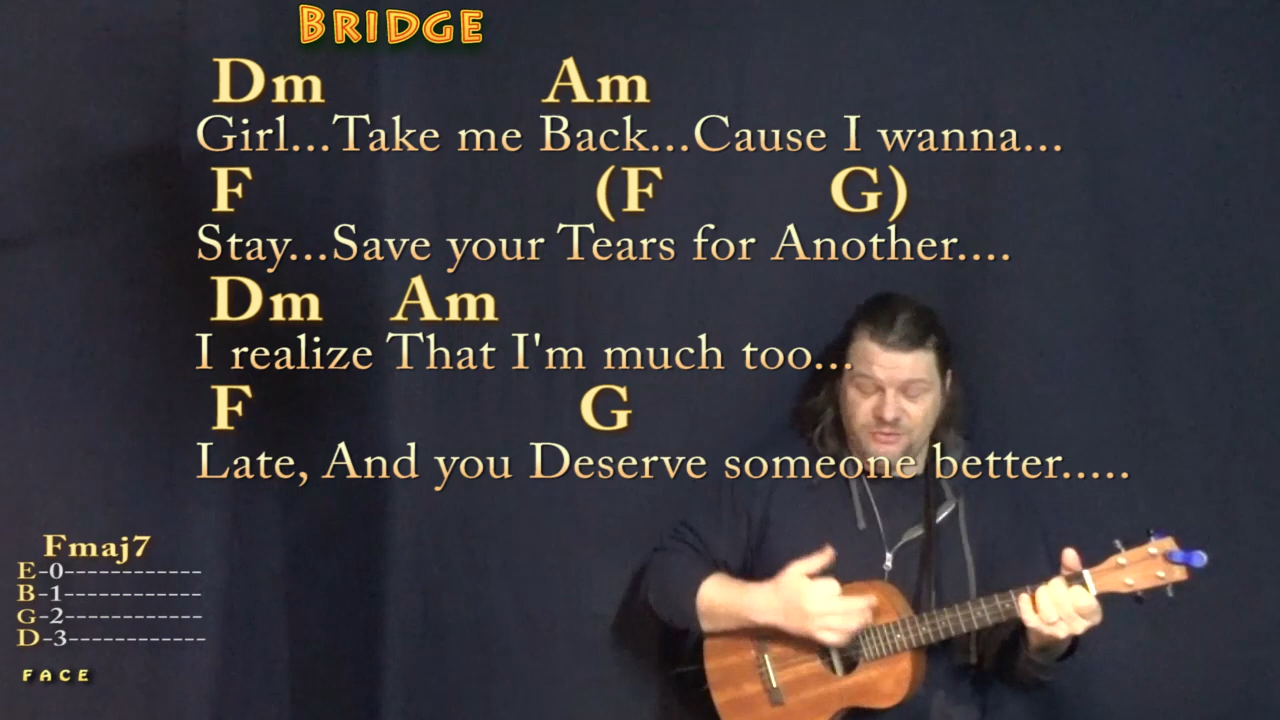 BRIDGE
Dm Am
Girl...Take me Back...Cause I wanna...
F (F G)
Stay...Save your Tears for Another....
Dm Am
I realize That I'm much too...
F G
Late, And you Deserve someone better.....
Fmaj7
E-0------------
B-1------------
G-2------------
D-3------------
FACE